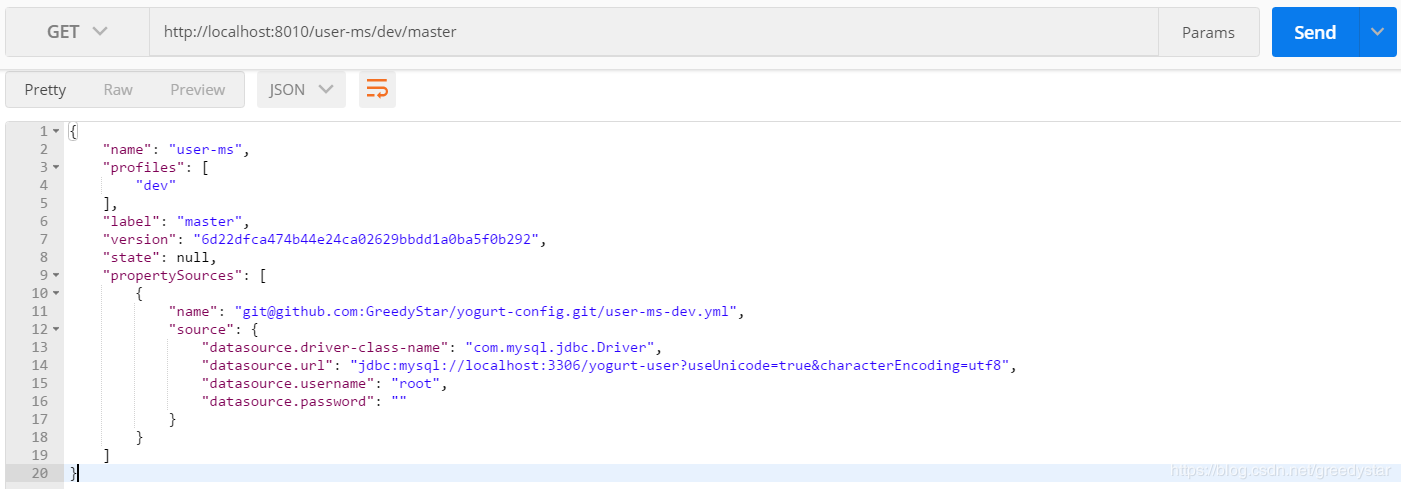 GET http://localhost:8010/user-ms/dev/master Params Send
Pretty Raw Preview JSON
1 {
2 "name": "user-ms",
3 "profiles": [
4 "dev"
5 ],
6 "label": "master",
7 "version": "6d22dfca474b44e24ca02629bbdd1a0ba5f0b292",
8 "state": null,
9 "propertySources": [
10 {
11 "name": "git@github.com:GreedyStar/yogurt-config.git/user-ms-dev.yml",
12 "source": {
13 "datasource.driver-class-name": "com.mysql.jdbc.Driver",
14 "datasource.url": "jdbc:mysql://localhost:3306/yogurt-user?useUnicode=true&characterEncoding=utf8",
15 "datasource.username": "root",
16 "datasource.password": ""
17 }
18 }
19 ]
20 }
https://blog.csdn.net/greedystar